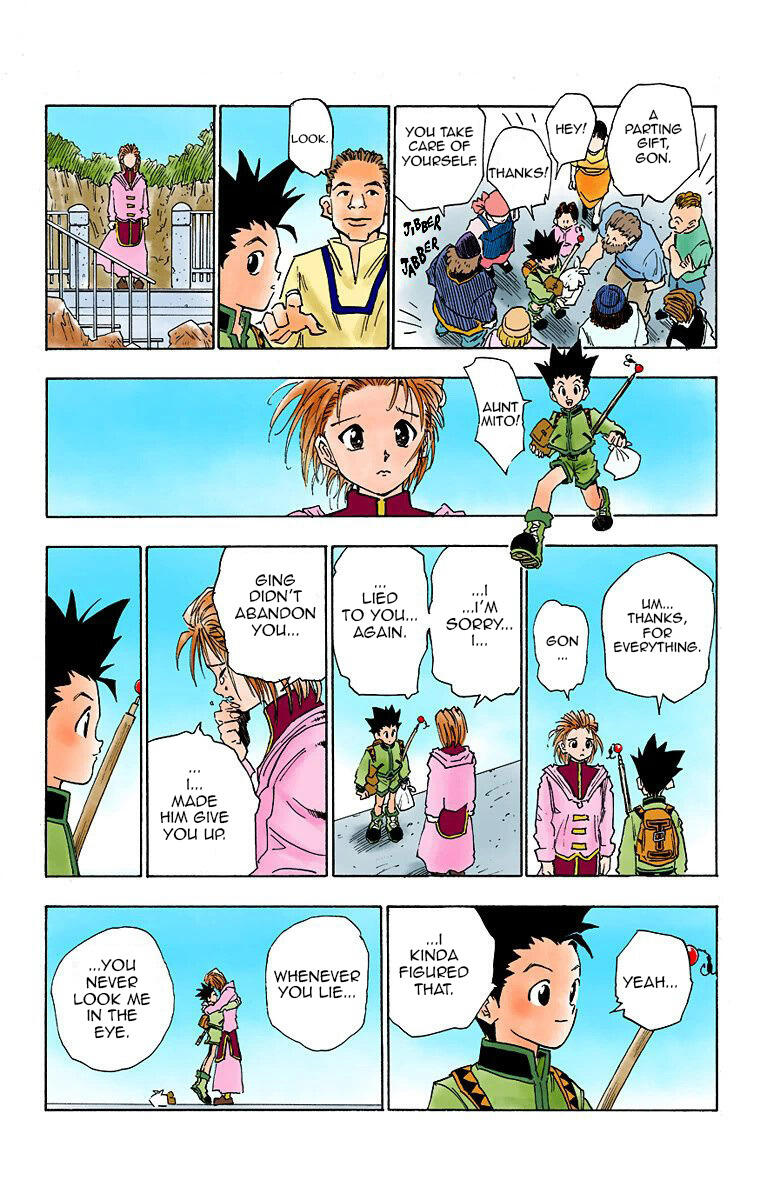 A
PARTING
GIFT,
GON.
HEY!
THANKS!
YOU TAKE
CARE OF
YOURSELF.
JIBBER
JABBER
LOOK.
AUNT
MITO!
UM...
THANKS,
FOR
EVERYTHING.
GON
...
...I
...I'M
SORRY...
I...
...
LIED
TO YOU...
AGAIN.
GING
DIDN'T
ABANDON
YOU...
...
I...
MADE
HIM GIVE
YOU UP.
YEAH...
...I
KINDA
FIGURED
THAT.
WHENEVER
YOU LIE...
...YOU
NEVER
LOOK ME
IN THE
EYE.